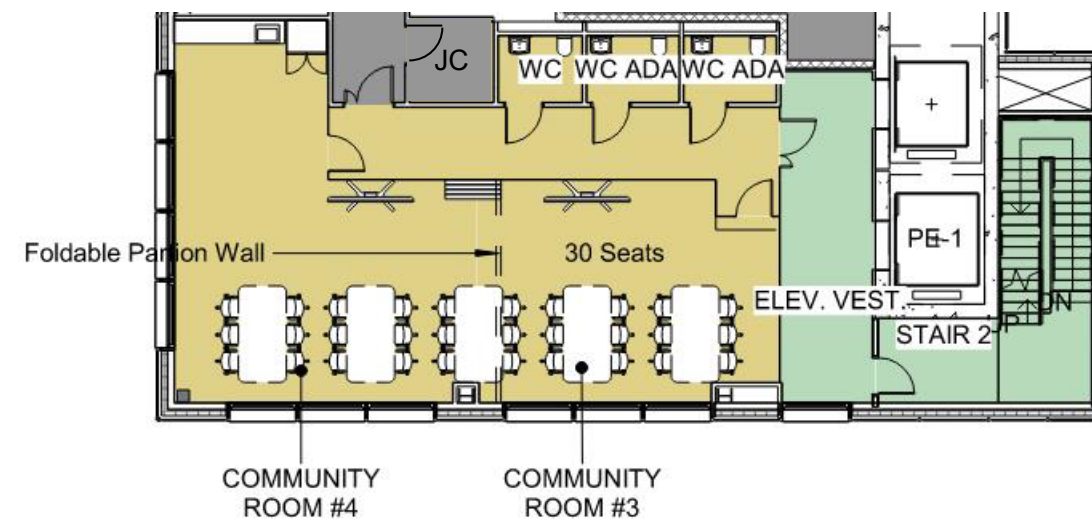 JC
WC
WC ADA
WC ADA
Foldable Partion Wall
30 Seats
PE-1
ELEV. VEST.
STAIR 2
COMMUNITY
ROOM #4
COMMUNITY
ROOM #3